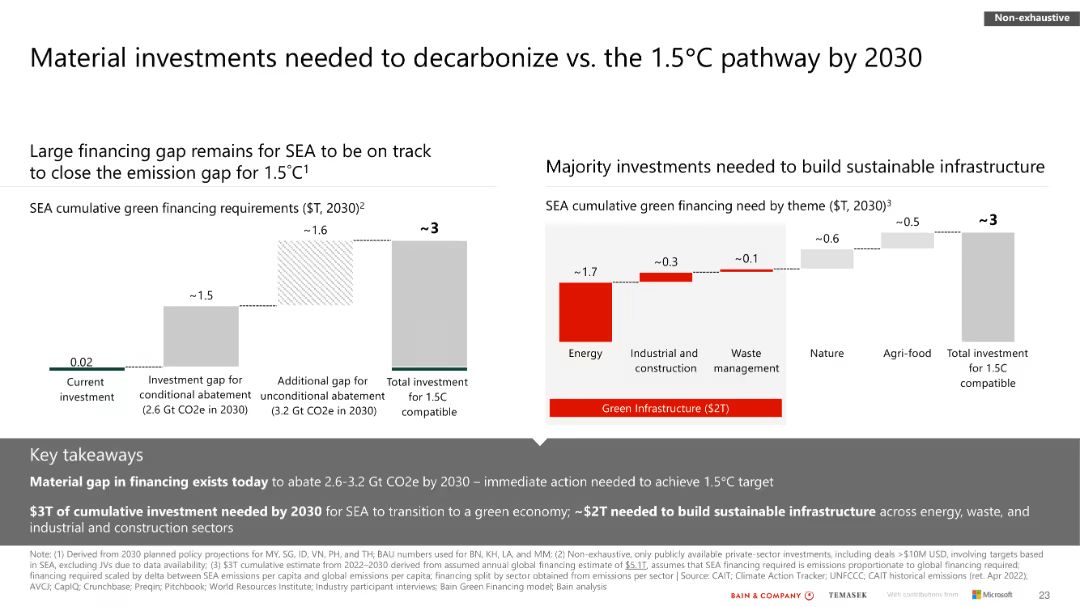 Non-exhaustive
Material investments needed to decarbonize vs. the 1.5°C pathway by 2030
Large financing gap remains for SEA to be on track
to close the emission gap for 1.5°C¹
SEA cumulative green financing requirements ($T, 2030)²
0.02
~1.5
~1.6
~3
Current
investment
Investment gap for
conditional abatement
(2.6 Gt CO2e in 2030)
Additional gap for
unconditional abatement
(3.2 Gt CO2e in 2030)
Total investment
for 1.5C
compatible
Majority investments needed to build sustainable infrastructure
SEA cumulative green financing need by theme ($T, 2030)³
~1.7
~0.3
~0.1
~0.6
~0.5
~3
Energy
Industrial and
construction
Waste
management
Nature
Agri-food
Total investment
for 1.5C
compatible
Green Infrastructure ($2T)
Key takeaways
Material gap in financing exists today to abate 2.6-3.2 Gt CO2e by 2030 – immediate action needed to achieve 1.5°C target
$3T of cumulative investment needed by 2030 for SEA to transition to a green economy; ~$2T needed to build sustainable infrastructure across energy, waste, and
industrial and construction sectors
Note: (1) Derived from 2030 planned policy projections for MY, SG, ID, VN, PH, and TH; BAU numbers used for BN, KH, LA, and MM; (2) Non-exhaustive, only publicly available private-sector investments, including deals >$10M USD, involving targets based
in SEA, excluding JVs due to data availability; (3) $3T cumulative estimate from 2022–2030 derived from assumed annual global financing estimate of $5.1T, assumes that SEA financing required is emissions proportionate to global financing required;
financing required scaled by delta between SEA emissions per capita and global emissions per capita; financing split by sector obtained from emissions per sector | Source: CAIT; Climate Action Tracker; UNFCCC; CAIT historical emissions (ret. Apr 2022),
AVCJ; CapIQ; Crunchbase; Preqin; Pitchbook; World Resources Institute; Industry participant interviews; Bain Green Financing model; Bain analysis
BAIN & COMPANY
TEMASEK
With contributions from
Microsoft
23